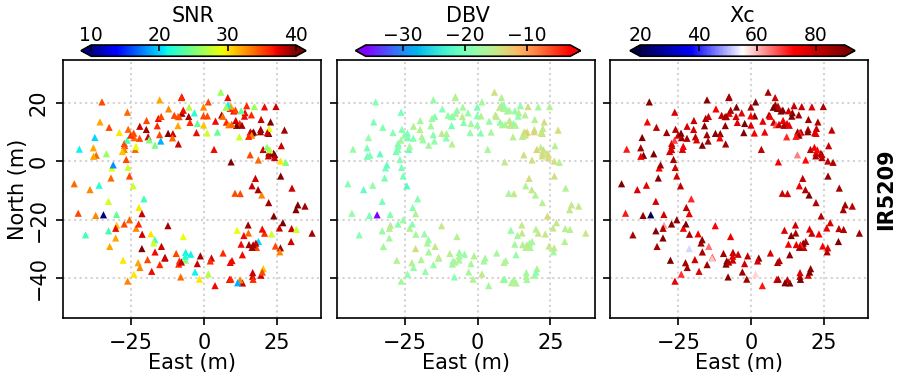 SNR DBV Xc
10 20 30 40 −30 −20 −10 20 40 60 80
20
0
−20
−40
North (m)
IR5209
−25 0 25 −25 0 25 −25 0 25
East (m) East (m) East (m)